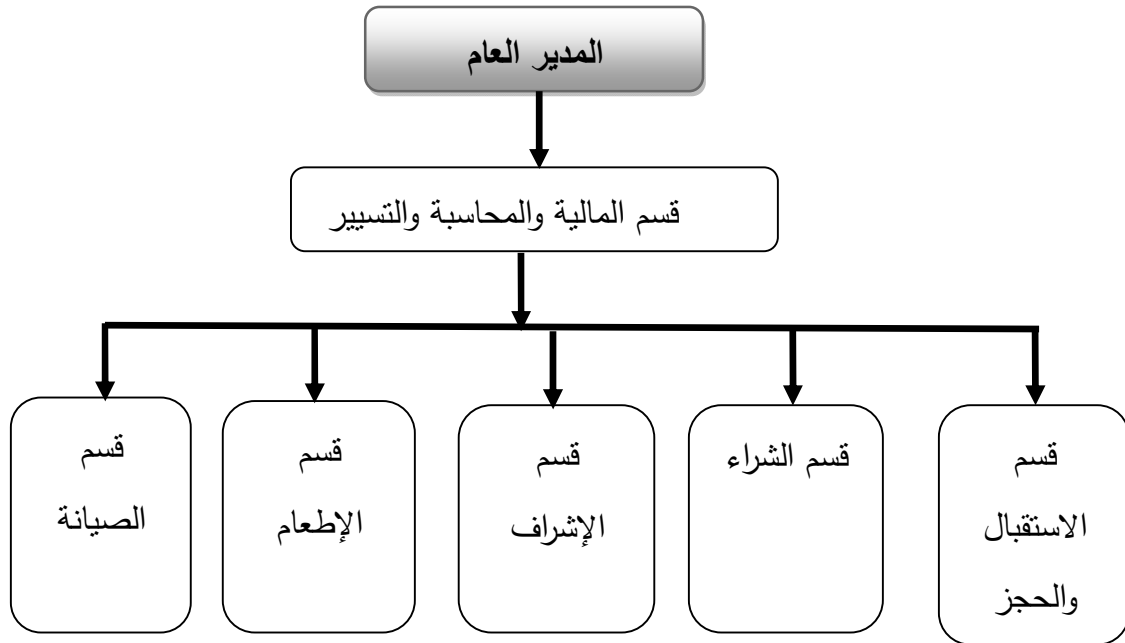 المدير العام
قسم المالية والمحاسبة والتسيير
قسم
الاستقبال
والحجز
قسم الشراء
قسم
الإشراف
قسم
الإطعام
قسم
الصيانة